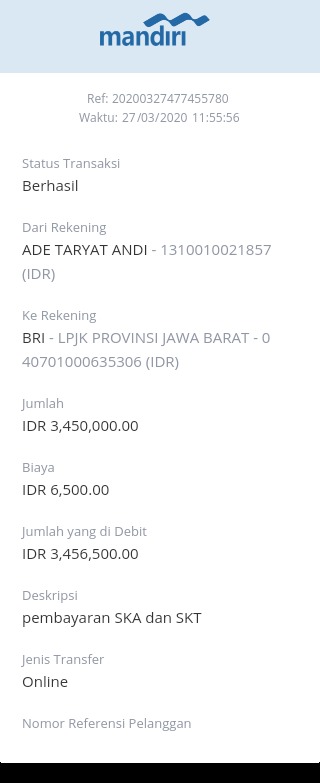 mandiri
Ref: 20200327477455780
Waktu: 27/03/2020 11:55:56
Status Transaksi
Berhasil
Dari Rekening
ADE TARYAT ANDI - 1310010021857
(IDR)
Ke Rekening
BRI - LPJK PROVINSI JAWA BARAT - 0
40701000635306 (IDR)
Jumlah
IDR 3,450,000.00
Biaya
IDR 6,500.00
Jumlah yang di Debit
IDR 3,456,500.00
Deskripsi
pembayaran SKA dan SKT
Jenis Transfer
Online
Nomor Referensi Pelanggan